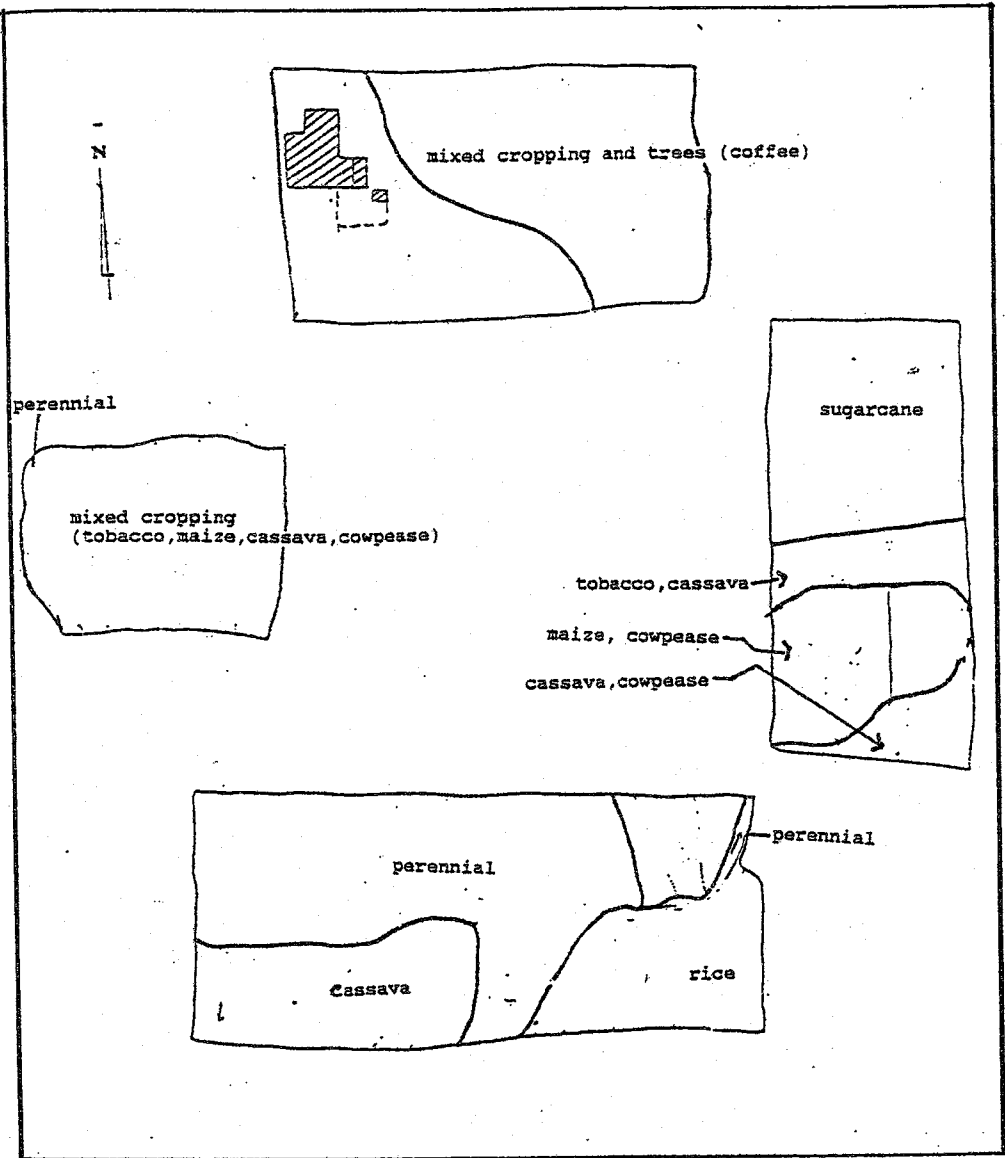 N
mixed cropping and trees (coffee)
perennial
sugarcane
mixed cropping
(tobacco,maize,cassava,cowpease)
tobacco,cassava
maize, cowpease
cassava,cowpease
perennial
perennial
Cassava
rice